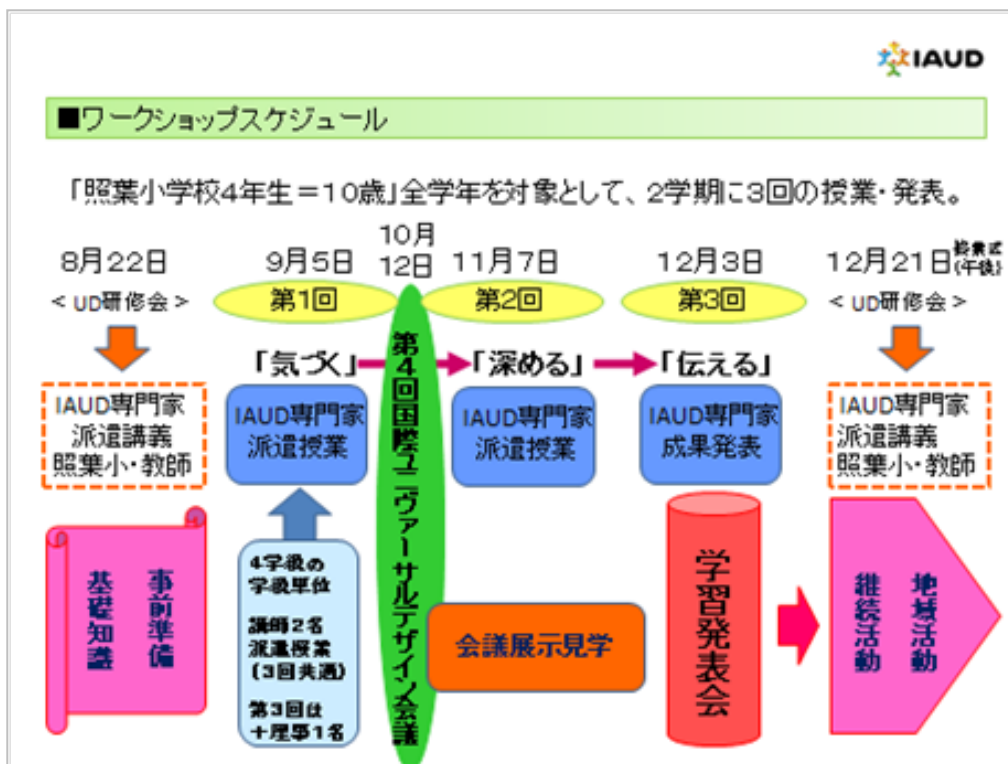 IAUD
■ワークショップスケジュール
「照葉小学校4年生＝10歳」全学年を対象として、2学期に3回の授業・発表。
8月22日
< UD研修会 >
IAUD専門家
派遣講義
照葉小・教師
事前準備
基礎知識
9月5日
第1回
「気づく」
IAUD専門家
派遣授業
4学級の
学級単位
講師2名
派遣授業
(3回共通)
第3回は
10月
12日
第4回国際ユニヴァーサルデザイン会議
11月7日
第2回
「深める」
IAUD専門家
派遣授業
会議展示見学
12月3日
第3回
「伝える」
IAUD専門家
成果発表
学習発表会
12月21日
(午後)
< UD研修会 >
IAUD専門家
派遣講義
照葉小・教師
地域活動
継続活動